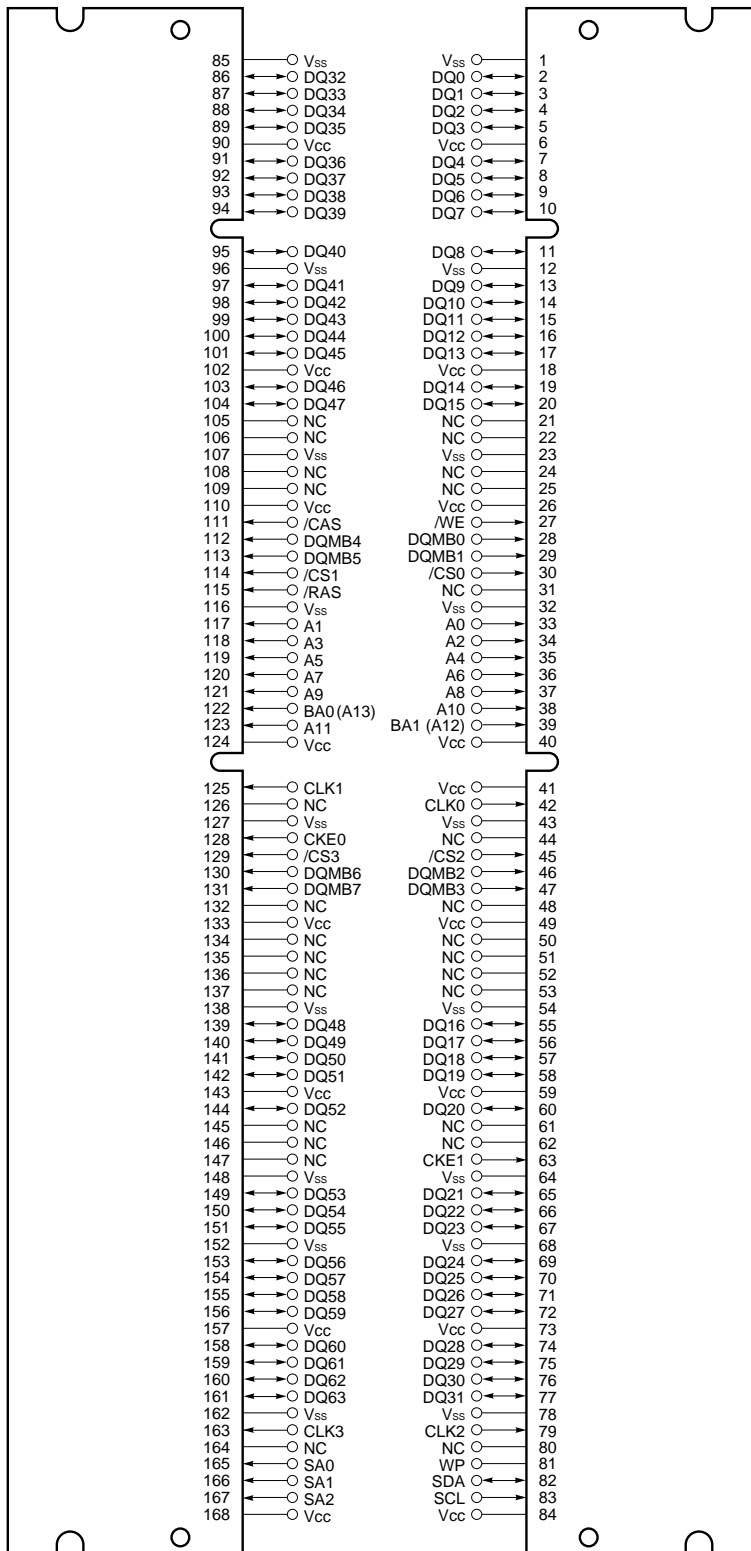 85 Vss Vss 1
86 DQ32 DQ0 2
87 DQ33 DQ1 3
88 DQ34 DQ2 4
89 DQ35 DQ3 5
90 Vcc Vcc 6
91 DQ36 DQ4 7
92 DQ37 DQ5 8
93 DQ38 DQ6 9
94 DQ39 DQ7 10
95 DQ40 DQ8 11
96 Vss Vss 12
97 DQ41 DQ9 13
98 DQ42 DQ10 14
99 DQ43 DQ11 15
100 DQ44 DQ12 16
101 DQ45 DQ13 17
102 Vcc Vcc 18
103 DQ46 DQ14 19
104 DQ47 DQ15 20
105 NC NC 21
106 NC NC 22
107 Vss Vss 23
108 NC NC 24
109 NC NC 25
110 Vcc Vcc 26
111 /CAS /WE 27
112 DQMB4 DQMB0 28
113 DQMB5 DQMB1 29
114 /CS1 /CS0 30
115 /RAS NC 31
116 Vss Vss 32
117 A1 A0 33
118 A3 A2 34
119 A5 A4 35
120 A7 A6 36
121 A9 A8 37
122 BA0 (A13) A10 38
123 A11 BA1 (A12) 39
124 Vcc Vcc 40
125 CLK1 Vcc 41
126 NC CLK0 42
127 Vss Vss 43
128 CKE0 NC 44
129 /CS3 /CS2 45
130 DQMB6 DQMB2 46
131 DQMB7 DQMB3 47
132 NC NC 48
133 Vcc Vcc 49
134 NC NC 50
135 NC NC 51
136 NC NC 52
137 NC NC 53
138 Vss Vss 54
139 DQ48 DQ16 55
140 DQ49 DQ17 56
141 DQ50 DQ18 57
142 DQ51 DQ19 58
143 Vcc Vcc 59
144 DQ52 DQ20 60
145 NC NC 61
146 NC NC 62
147 NC CKE1 63
148 Vss Vss 64
149 DQ53 DQ21 65
150 DQ54 DQ22 66
151 DQ55 DQ23 67
152 Vss Vss 68
153 DQ56 DQ24 69
154 DQ57 DQ25 70
155 DQ58 DQ26 71
156 DQ59 DQ27 72
157 Vcc Vcc 73
158 DQ60 DQ28 74
159 DQ61 DQ29 75
160 DQ62 DQ30 76
161 DQ63 DQ31 77
162 Vss Vss 78
163 CLK3 CLK2 79
164 NC NC 80
165 SA0 WP 81
166 SA1 SDA 82
167 SA2 SCL 83
168 Vcc Vcc 84